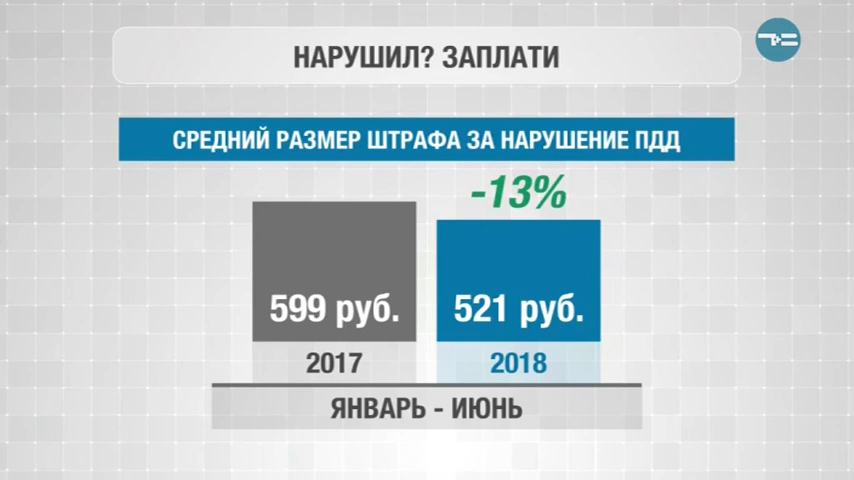 НАРУШИЛ? ЗАПЛАТИ
СРЕДНИЙ РАЗМЕР ШТРАФА ЗА НАРУШЕНИЕ ПДД
-13%
599 руб.
521 руб.
2017
2018
ЯНВАРЬ - ИЮНЬ